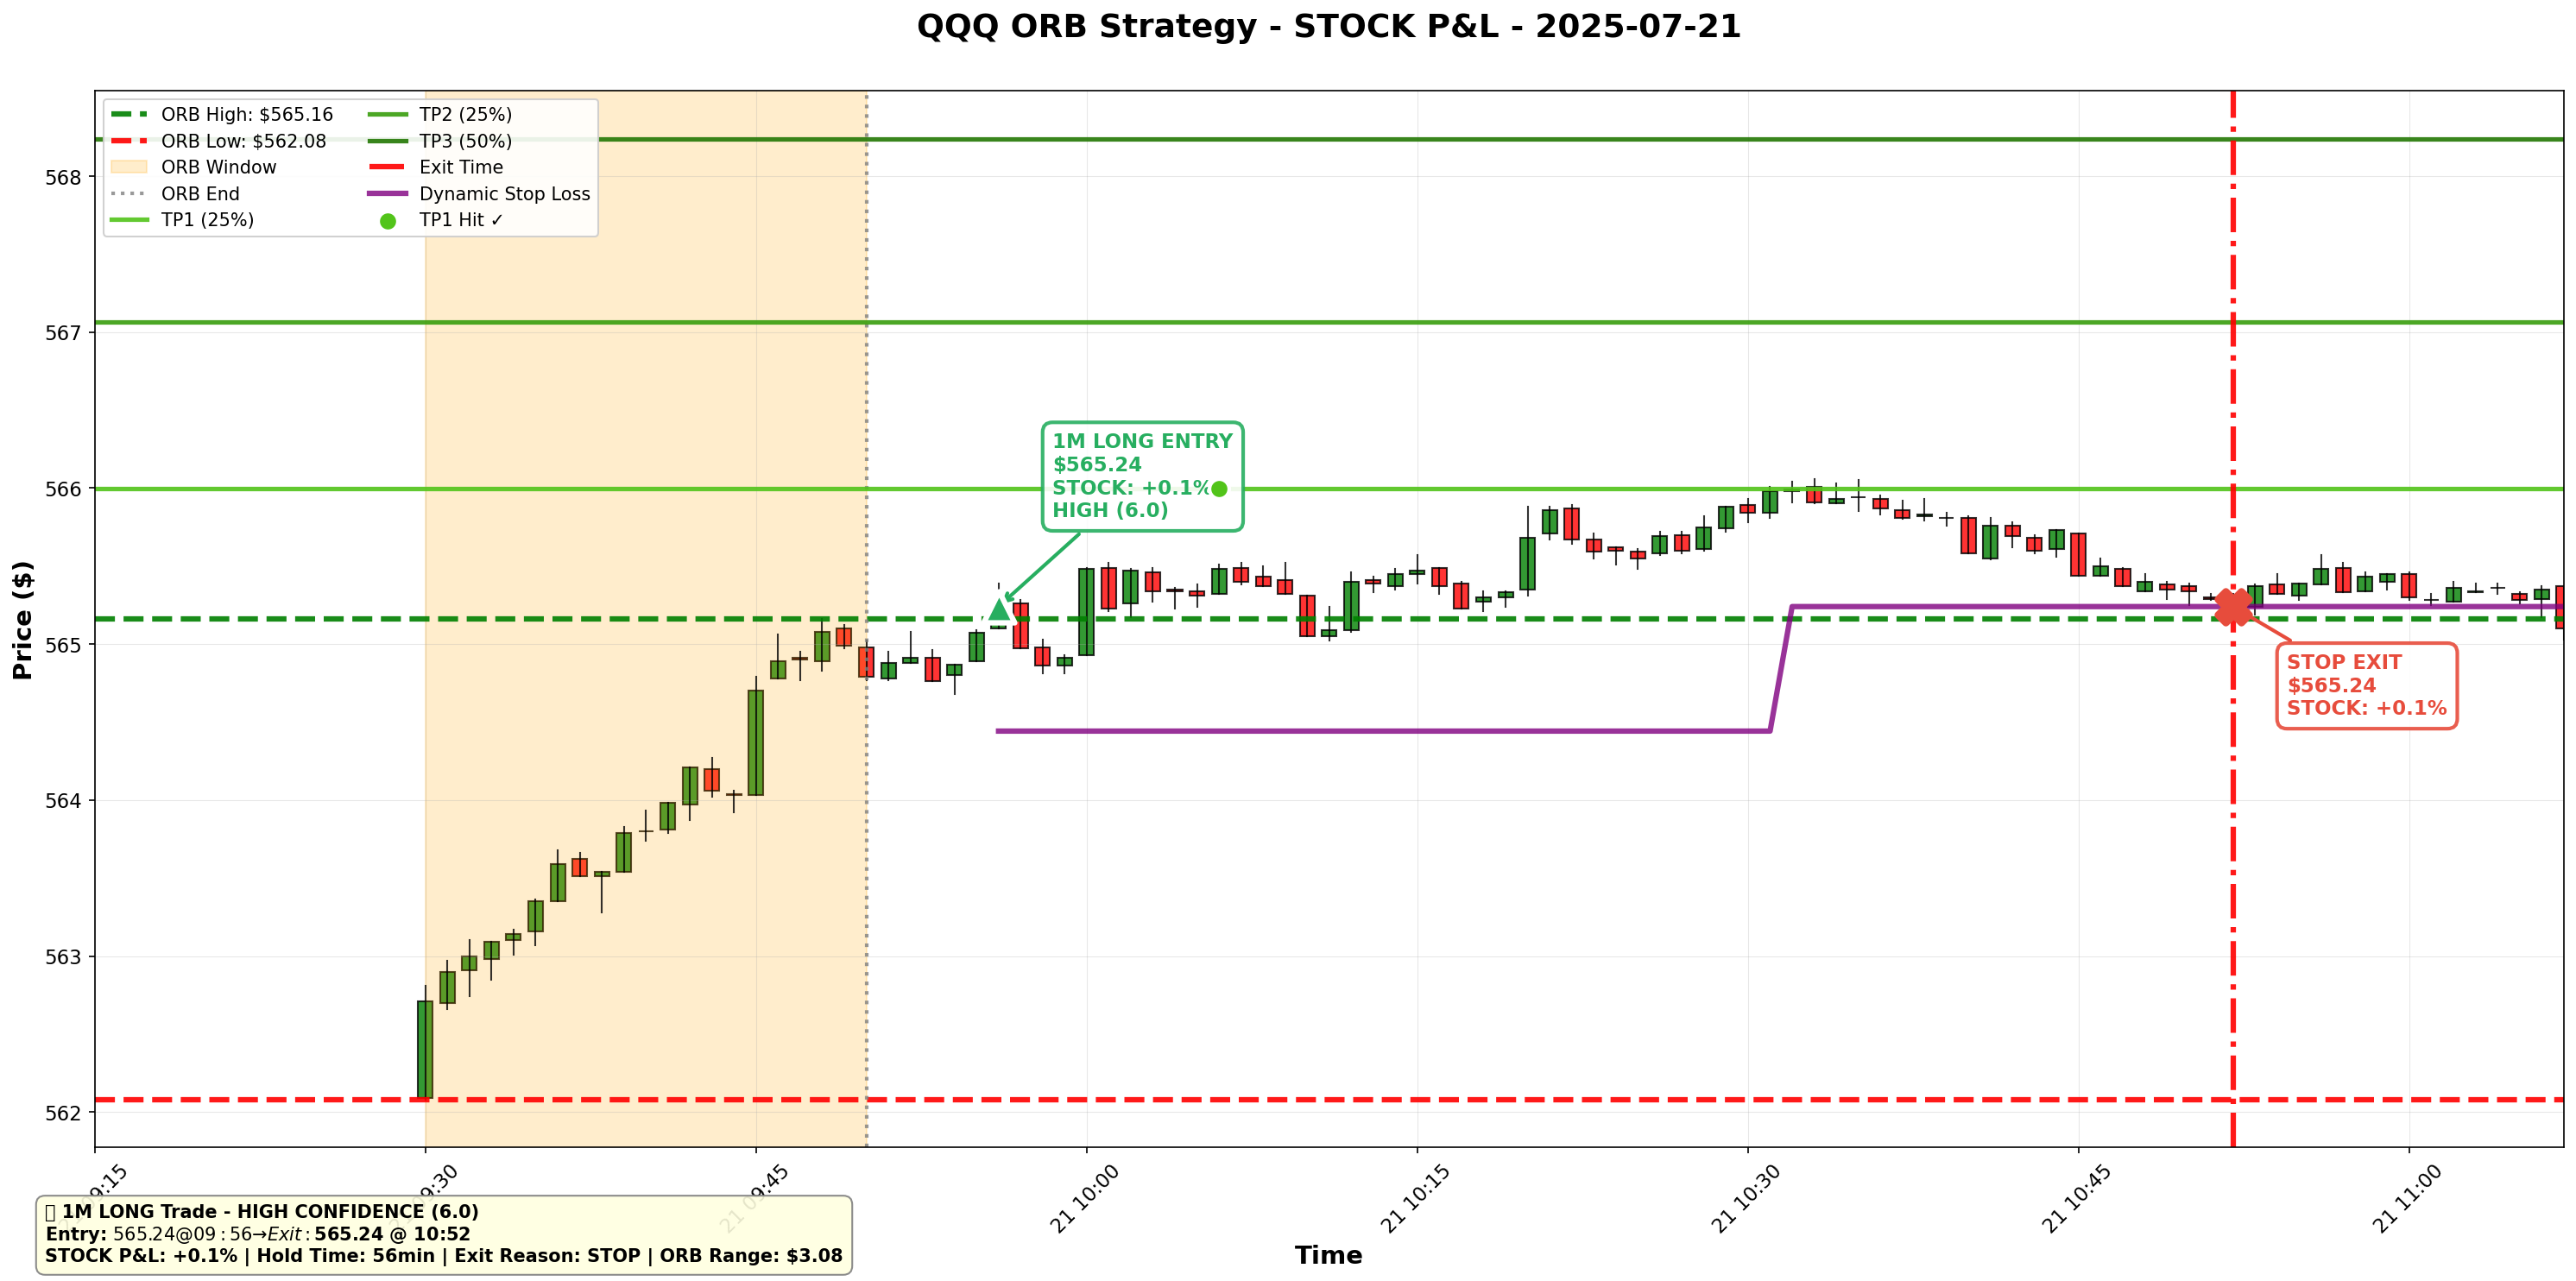 QQQ ORB Strategy - STOCK P&L - 2025-07-21
ORB High: $565.16
ORB Low: $562.08
ORB Window
ORB End
TP1 (25%)
TP2 (25%)
TP3 (50%)
Exit Time
Dynamic Stop Loss
TP1 Hit ✓
Price ($)
568
567
566
565
564
563
562
1M LONG ENTRY
$565.24
STOCK: +0.1%
HIGH (6.0)
STOP EXIT
$565.24
STOCK: +0.1%
21 09:45
21 10:00
21 10:15
21 10:30
21 10:45
21 11:00
Time
1M LONG Trade - HIGH CONFIDENCE (6.0)
Entry: 565.24@09:56→Exit:565.24 @ 10:52
STOCK P&L: +0.1% | Hold Time: 56min | Exit Reason: STOP | ORB Range: $3.08